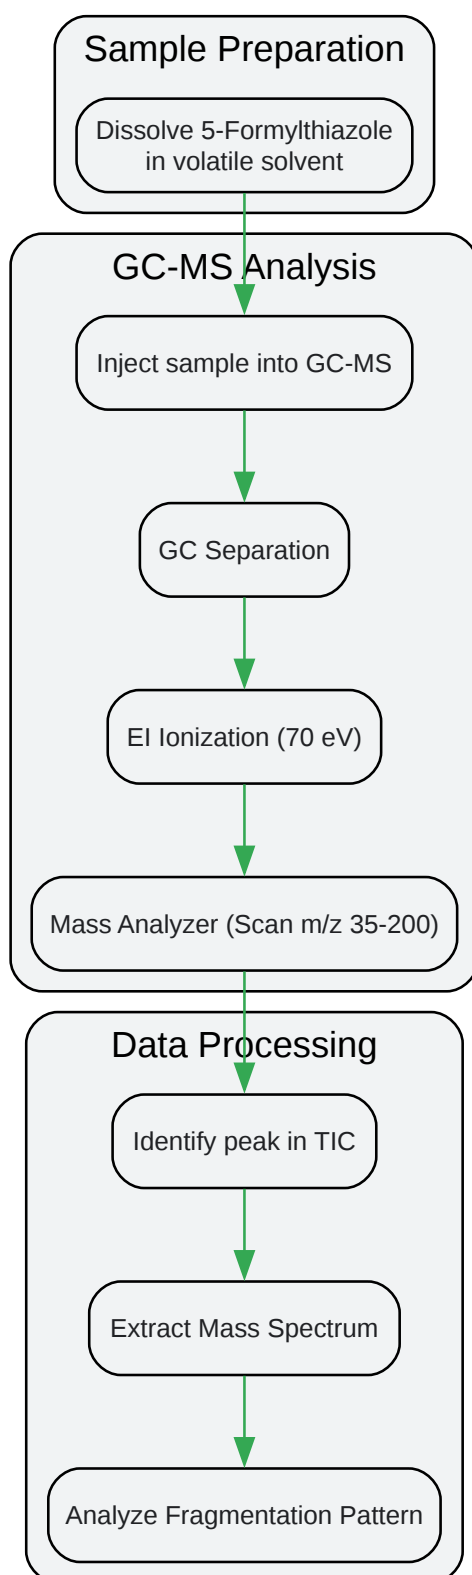 Sample Preparation
Dissolve 5-Formylthiazole
in volatile solvent
GC-MS Analysis
Inject sample into GC-MS
GC Separation
EI Ionization (70 eV)
Mass Analyzer (Scan m/z 35-200)
Data Processing
Identify peak in TIC
Extract Mass Spectrum
Analyze Fragmentation Pattern